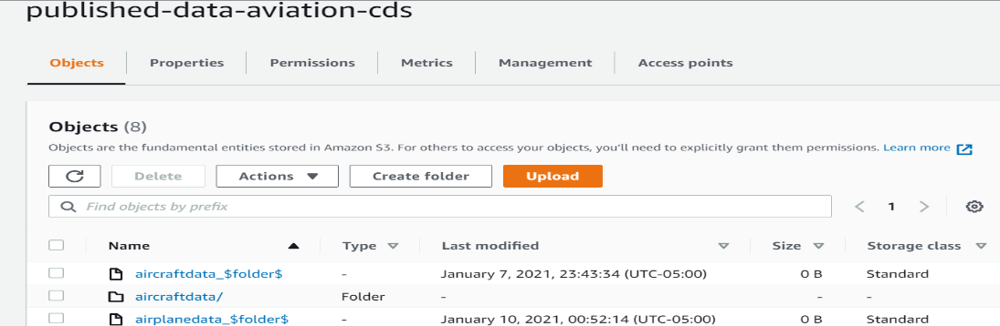 published-data-aviation-cds
Objects Properties Permissions Metrics Management Access points
Objects (8)
Objects are the fundamental entities stored in Amazon S3. For others to access your objects, you'll need to explicitly grant them permissions. Learn more
Delete Actions Create folder Upload
Find objects by prefix 1
Name Type Last modified Size Storage class
aircraftdata_$folder$ - January 7, 2021, 23:43:34 (UTC-05:00) 0 B Standard
aircraftdata/ Folder - - -
airplanedata_$folder$ - January 10, 2021, 00:52:14 (UTC-05:00) 0 B Standard